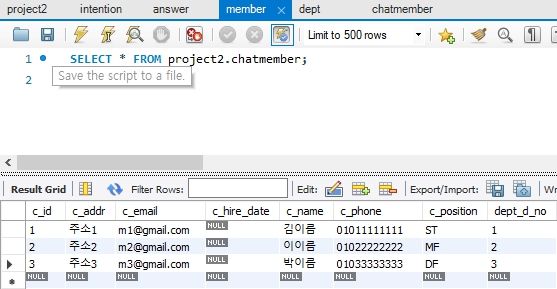 project2 intention answer member dept chatmember
Limit to 500 rows
1 SELECT * FROM project2.chatmember;
2
Save the script to a file.
Result Grid Filter Rows: Edit: Export/Import:
c_id c_addr c_email c_hire_date c_name c_phone c_position dept_d_no
1 주소1 m1@gmail.com NULL 김이름 01011111111 ST 1
2 주소2 m2@gmail.com NULL 이이름 01022222222 MF 2
3 주소3 m3@gmail.com NULL 박이름 01033333333 DF 3
NULL NULL NULL NULL NULL NULL NULL NULL